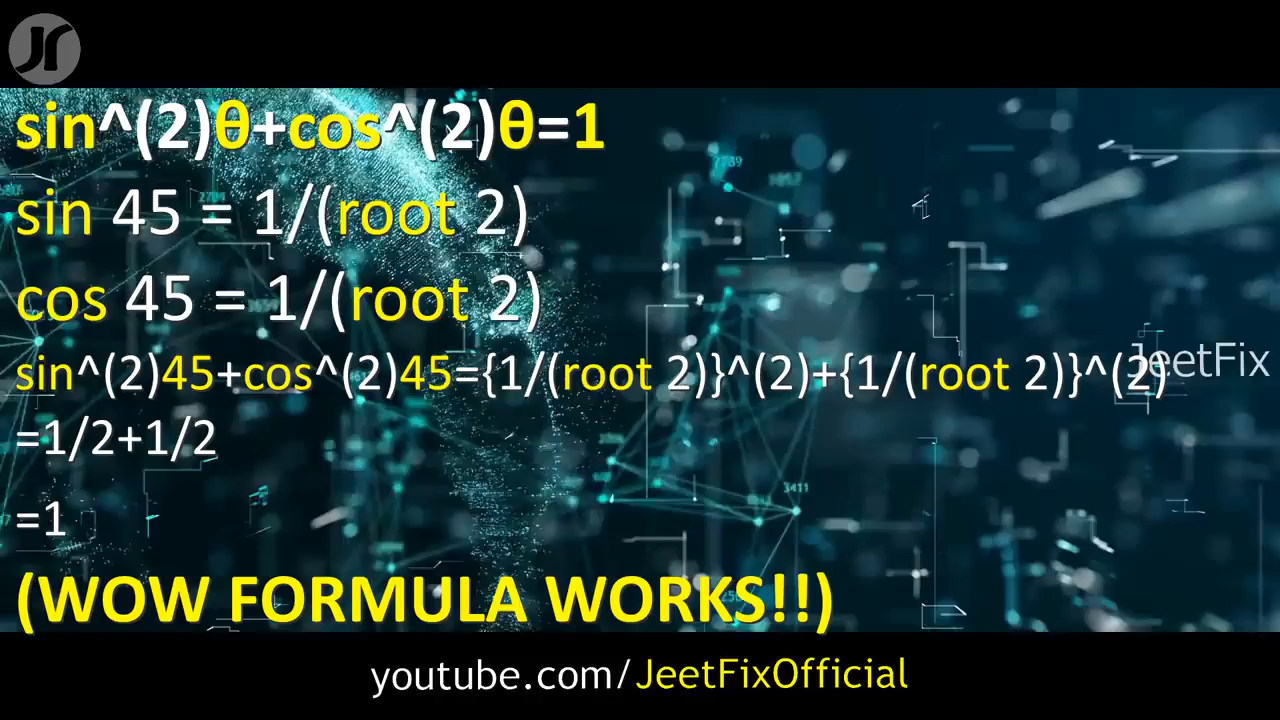 Jr
sin^(2)θ+cos^(2)θ=1
sin 45 = 1/(root 2)
cos 45 = 1/(root 2)
sin^(2)45+cos^(2)45={1/(root 2)}^(2)+{1/(root 2)}^(2)
JeetFix
=1/2+1/2
=1
3411
(WOW FORMULA WORKS!!)
youtube.com/JeetFixOfficial